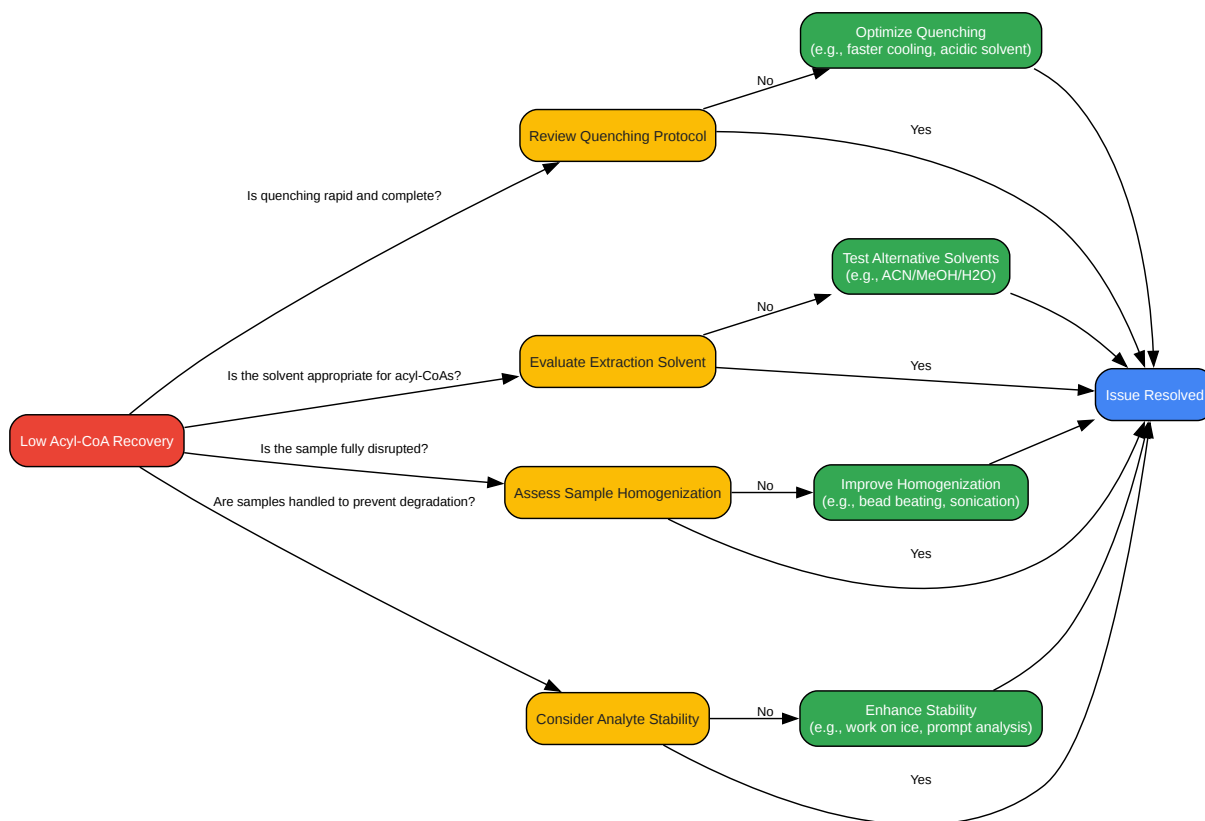 Optimize Quenching
(e.g., faster cooling, acidic solvent)
No
Review Quenching Protocol
Yes
Is quenching rapid and complete?
Test Alternative Solvents
(e.g., ACN/MeOH/H2O)
No
Evaluate Extraction Solvent
Yes
Is the solvent appropriate for acyl-CoAs?
Issue Resolved
Low Acyl-CoA Recovery
Is the sample fully disrupted?
Assess Sample Homogenization
No
Improve Homogenization
(e.g., bead beating, sonication)
Are samples handled to prevent degradation?
Yes
Consider Analyte Stability
No
Enhance Stability
(e.g., work on ice, prompt analysis)
Yes